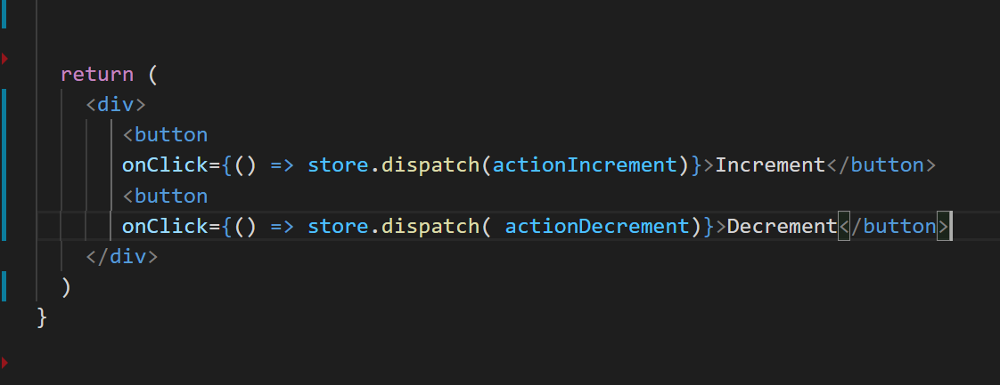 return (
<div>
<button
onClick={() => store.dispatch(actionIncrement)}>Increment</button>
<button
onClick={() => store.dispatch( actionDecrement)}>Decrement</button>
</div>
)
}